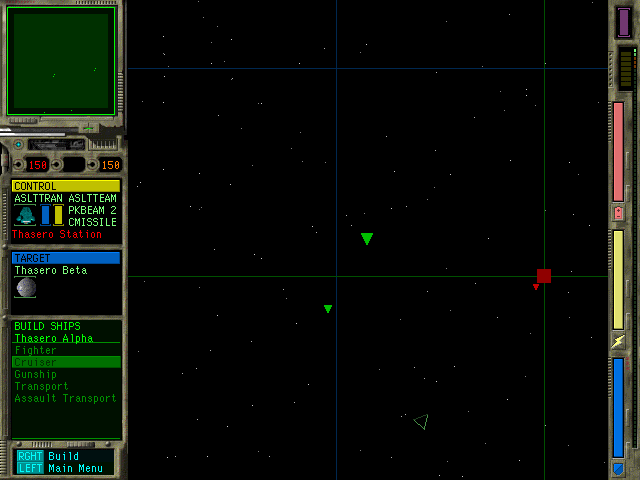 150 150
CONTROL
ASLTTRAN ASLTTEAM
PKBEAM 2
CMISSILE
Thasero Station
TARGET
Thasero Beta
BUILD SHIPS
Thasero Alpha
Fighter
Cruiser
Gunship
Transport
Assault Transport
RGHT Build
LEFT Main Menu